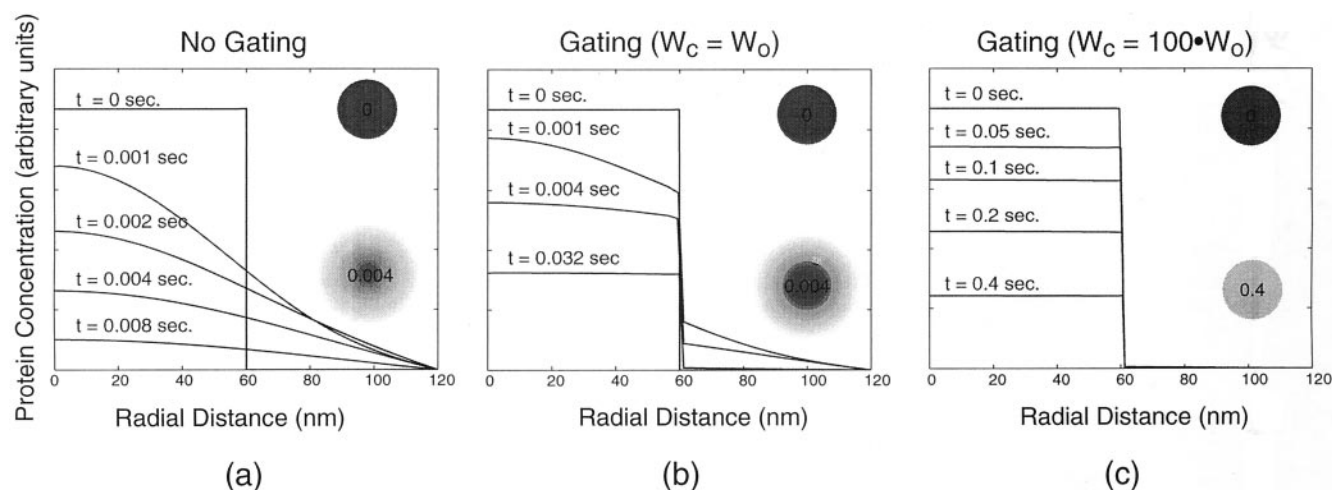 No Gating
Gating (Wc = Wo)
Gating (Wc = 100•Wo)
Protein Concentration (arbitrary units)
t = 0 sec.
t = 0.001 sec
t = 0.002 sec
t = 0.004 sec.
t = 0.008 sec.
0
0.004
0 20 40 60 80 100 120
Radial Distance (nm)
(a)
t = 0 sec.
t = 0.001 sec
t = 0.004 sec
t = 0.032 sec
0
0.004
0 20 40 60 80 100 120
Radial Distance (nm)
(b)
t = 0 sec.
t = 0.05 sec.
t = 0.1 sec.
t = 0.2 sec.
t = 0.4 sec.
0
0.4
0 20 40 60 80 100 120
Radial Distance (nm)
(c)